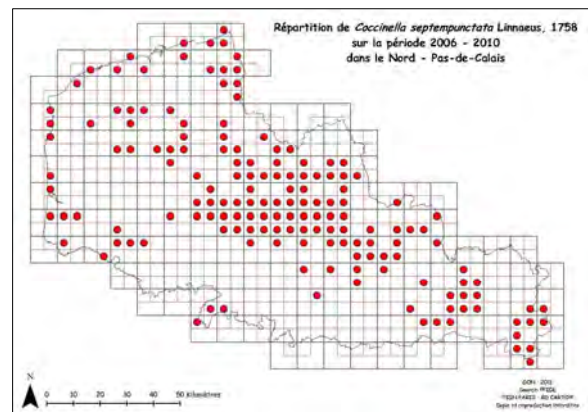 Répartition de Coccinella septempunctata Linnaeus, 1758
sur la période 2006 - 2010
dans le Nord - Pas-de-Calais
N
0 10 20 30 40 50 Kilomètres
GON 2011
Source